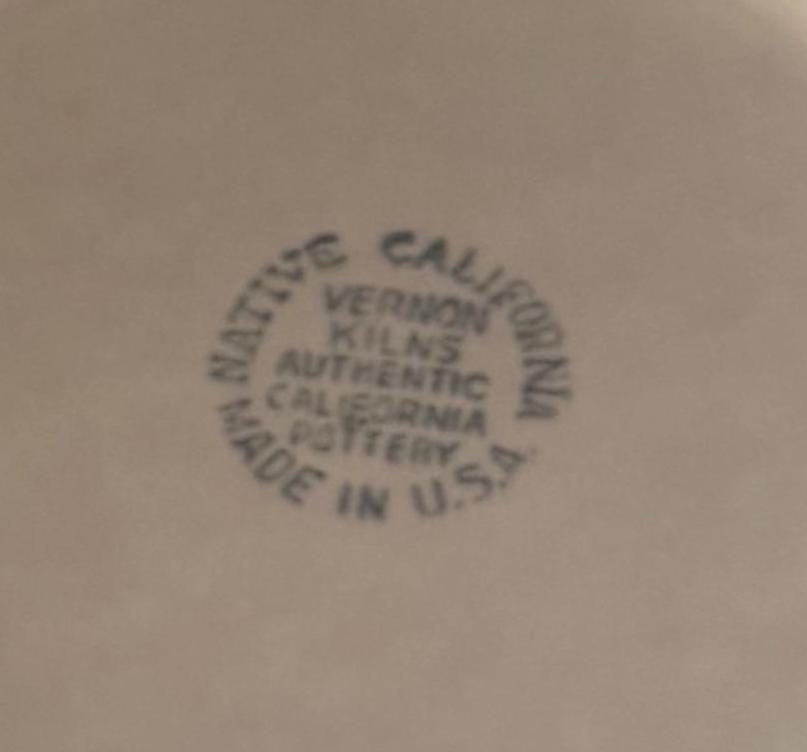 NATIVE CALIFORNIA
VERNON
KILNS
AUTHENTIC
CALIFORNIA
POTTERY
MADE IN U.S.A.